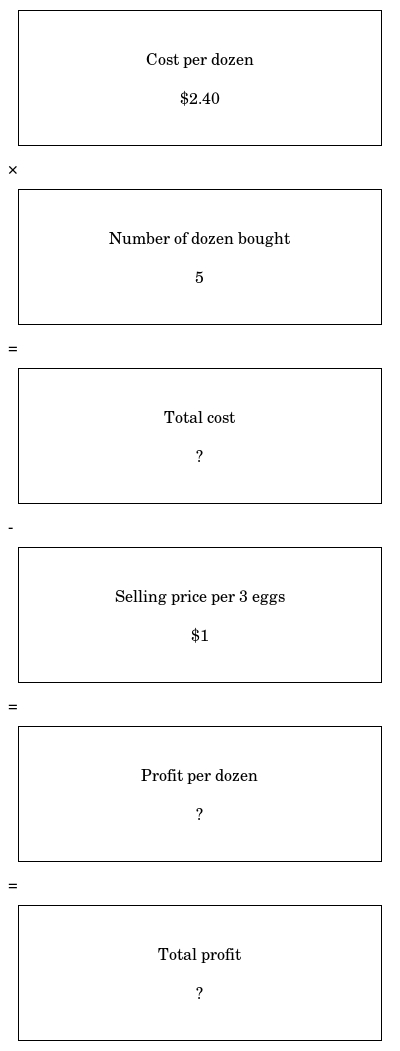 Cost per dozen
$2.40
×
Number of dozen bought
5
=
Total cost
?
-
Selling price per 3 eggs
$1
=
Profit per dozen
?
=
Total profit
?